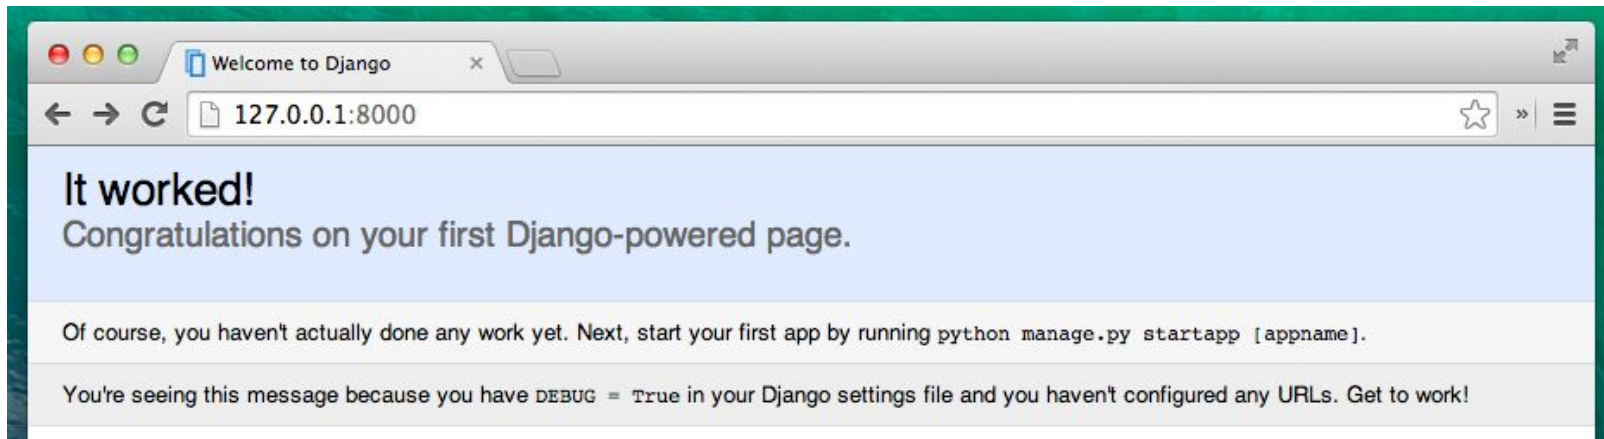 Welcome to Django
127.0.0.1:8000
It worked!
Congratulations on your first Django-powered page.
Of course, you haven't actually done any work yet. Next, start your first app by running python manage.py startapp [appname].
You're seeing this message because you have DEBUG = True in your Django settings file and you haven't configured any URLs. Get to work!